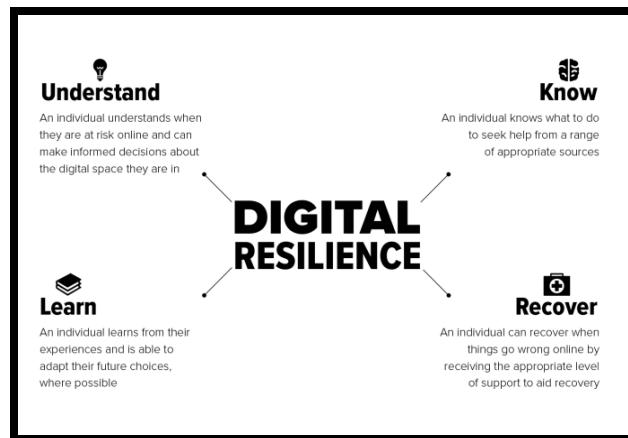 Understand
An individual understands when
they are at risk online and can
make informed decisions about
the digital space they are in
Know
An individual knows what to do
to seek help from a range
of appropriate sources
DIGITAL
RESILIENCE
Learn
An individual learns from their
experiences and is able to
adapt their future choices,
where possible
Recover
An individual can recover when
things go wrong online by
receiving the appropriate level
of support to aid recovery